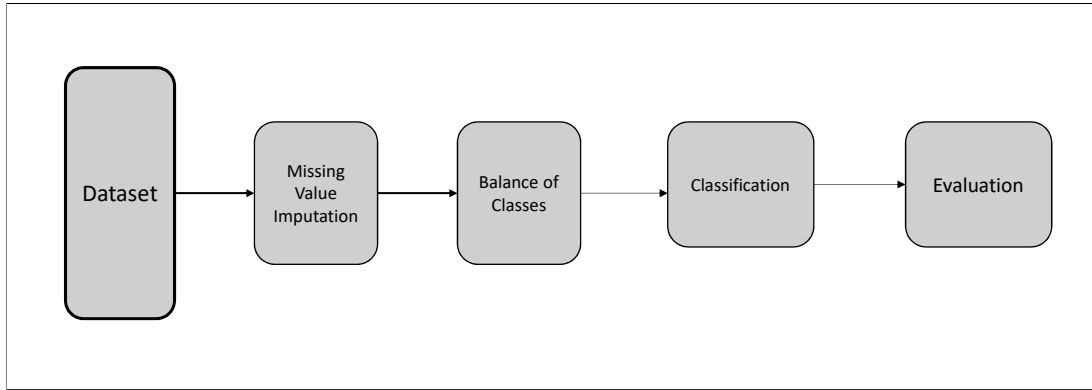 Dataset
Missing
Value
Imputation
Balance of
Classes
Classification
Evaluation